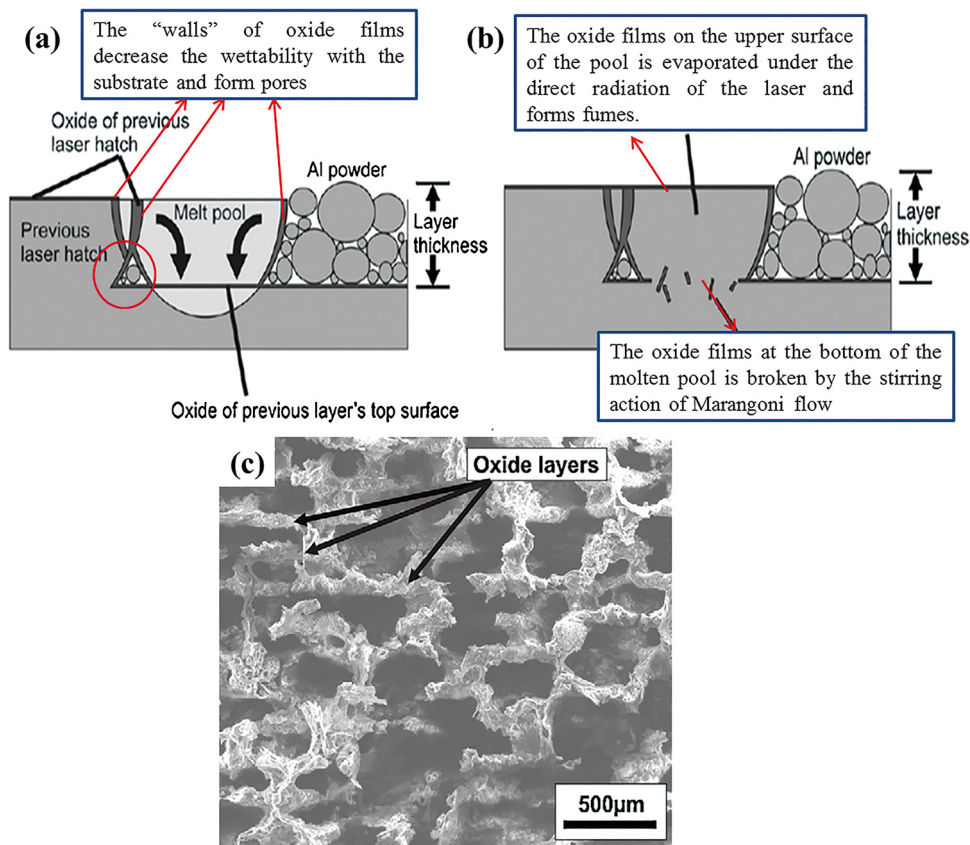 (a)
The “walls” of oxide films
decrease the wettability with the
substrate and form pores
Oxide of previous
laser hatch
Al powder
Melt pool
Previous
laser hatch
Layer
thickness
Oxide of previous layer's top surface
(b)
The oxide films on the upper surface
of the pool is evaporated under the
direct radiation of the laser and
forms fumes.
Al powder
Layer
thickness
The oxide films at the bottom of the
molten pool is broken by the stirring
action of Marangoni flow
(c)
Oxide layers
500μm